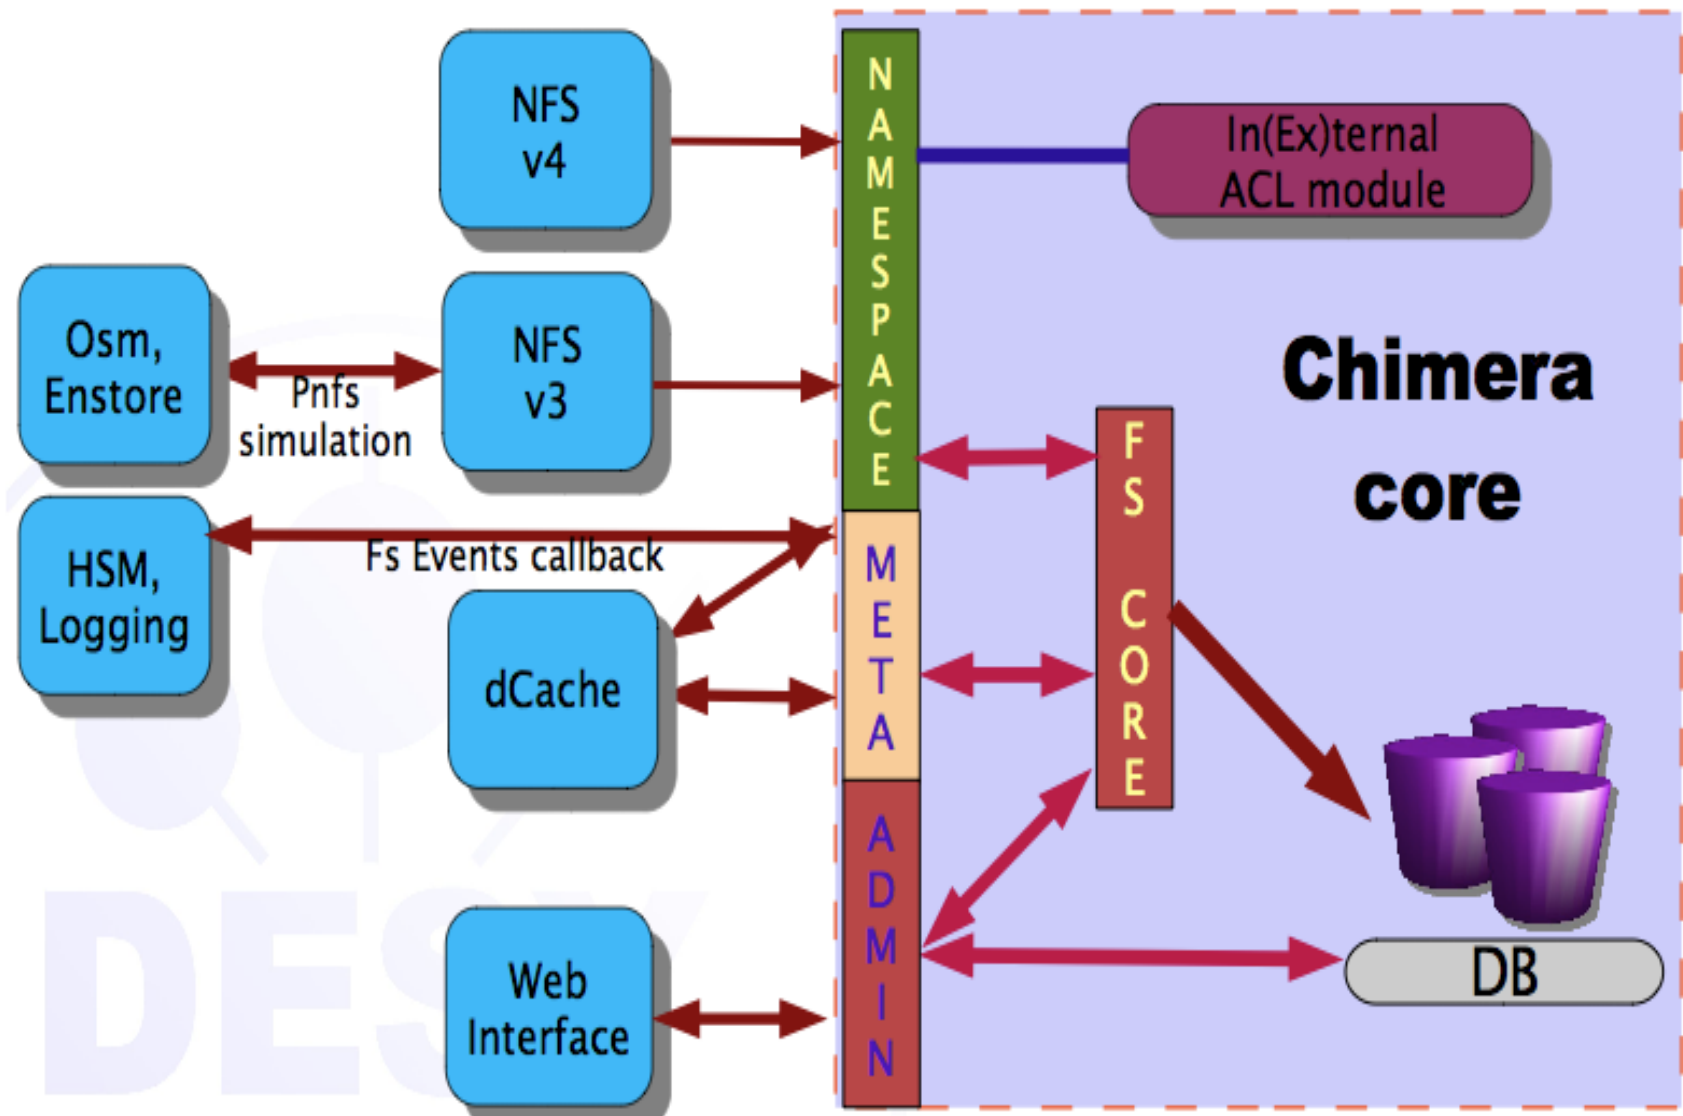 NFS
v4
Osm,
Enstore
Pnfs
simulation
NFS
v3
HSM,
Logging
Fs Events callback
dCache
Web
Interface
NAMESPACE
META
ADMIN
In(Ex)ternal
ACL module
Chimera
core
FS CORE
DB
DESY